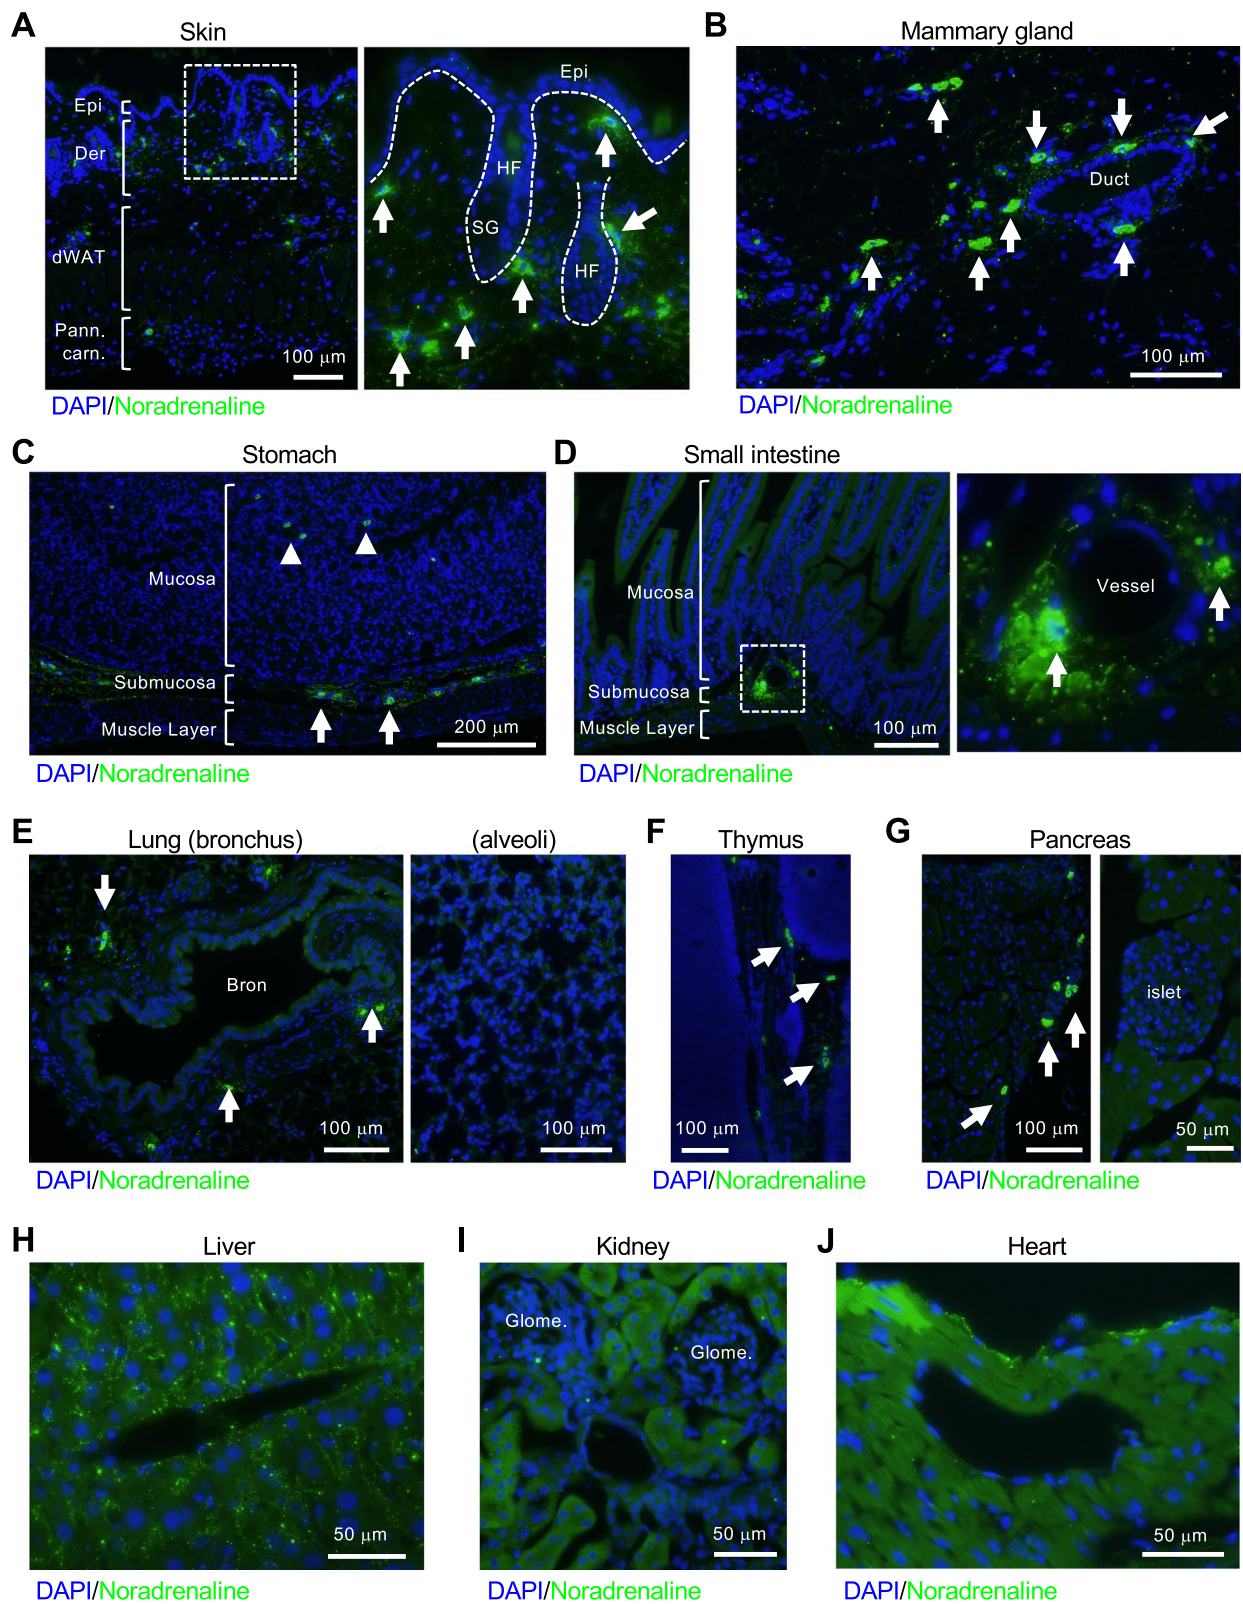 A
Skin
Epi
Der
dWAT
Pann.
carn.
100 μm
Epi
HF
SG
HF
DAPI/Noradrenaline
B
Mammary gland
Duct
100 μm
DAPI/Noradrenaline
C
Stomach
Mucosa
Submucosa
Muscle Layer
200 μm
DAPI/Noradrenaline
D
Small intestine
Mucosa
Submucosa
Muscle Layer
100 μm
Vessel
DAPI/Noradrenaline
E
Lung (bronchus)
(alveoli)
Bron
100 μm
100 μm
DAPI/Noradrenaline
F
Thymus
100 μm
DAPI/Noradrenaline
G
Pancreas
100 μm
islet
50 μm
DAPI/Noradrenaline
H
Liver
50 μm
DAPI/Noradrenaline
I
Kidney
Glome.
Glome.
50 μm
DAPI/Noradrenaline
J
Heart
50 μm
DAPI/Noradrenaline